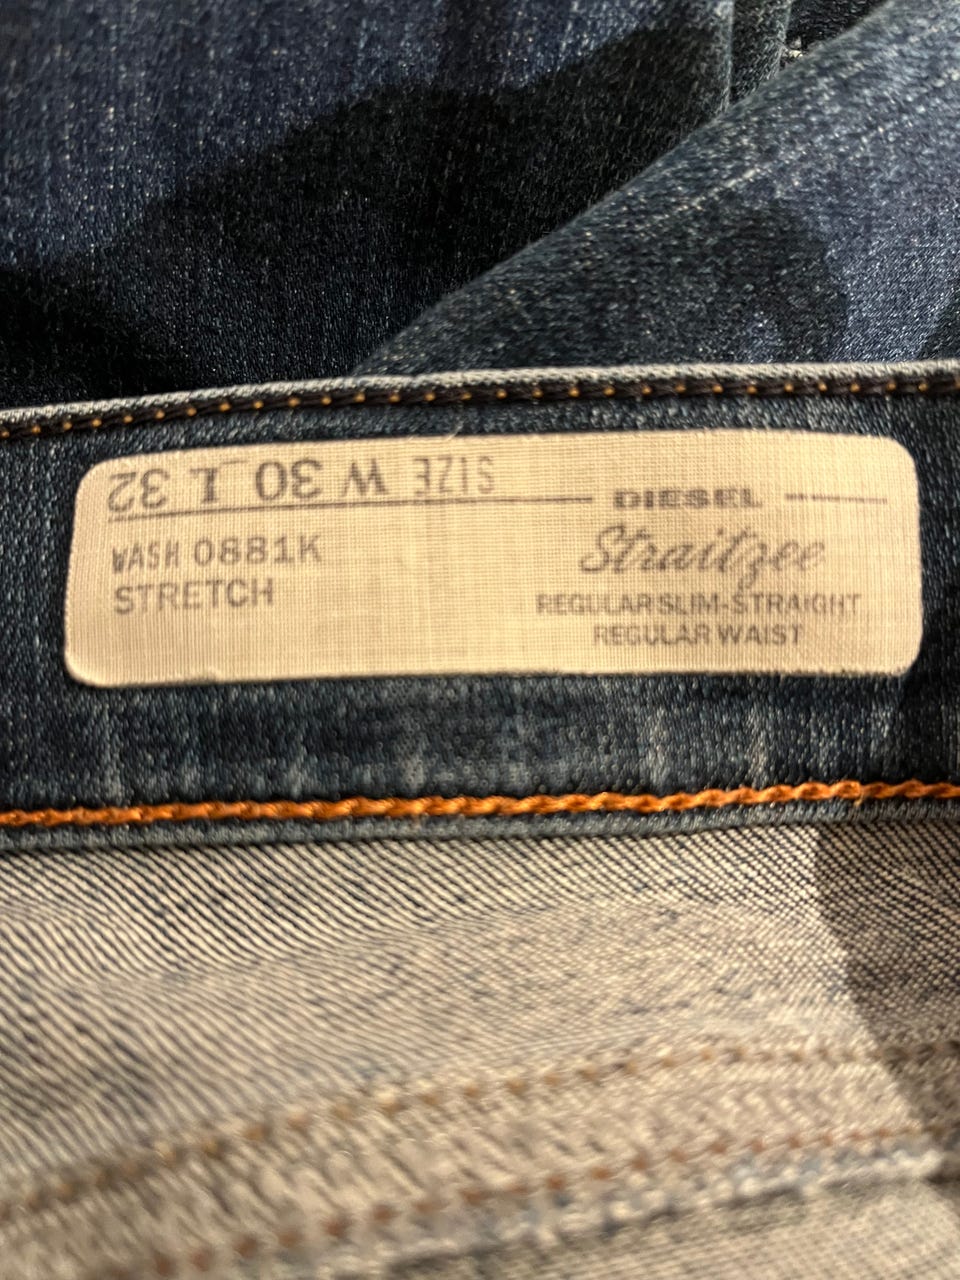 SIZE W 30 L 32
DIESEL
WASH 0881K
STRETCH
Straitzee
REGULAR SLIM-STRAIGHT
REGULAR WAIST